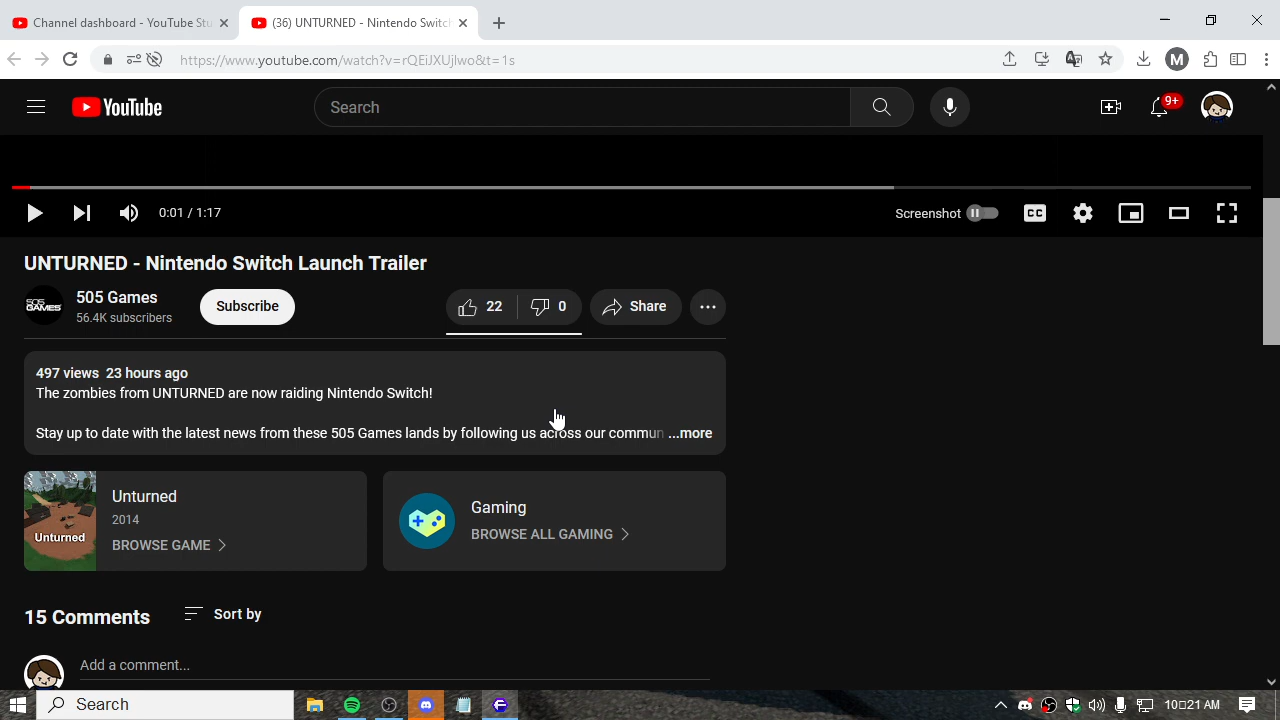 Channel dashboard - YouTube Stu
(36) UNTURNED - Nintendo Switch
https://www.youtube.com/watch?v=rQEiJXUjlwo&t=1s
M
YouTube
Search
9+
0:01 / 1:17
Screenshot
CC
UNTURNED - Nintendo Switch Launch Trailer
505 GAMES
505 Games
56.4K subscribers
Subscribe
22
0
Share
497 views 23 hours ago
The zombies from UNTURNED are now raiding Nintendo Switch!
Stay up to date with the latest news from these 505 Games lands by following us across our commun ...more
Unturned
Unturned
2014
BROWSE GAME
Gaming
BROWSE ALL GAMING
15 Comments
Sort by
Add a comment...
Search
10□21 AM